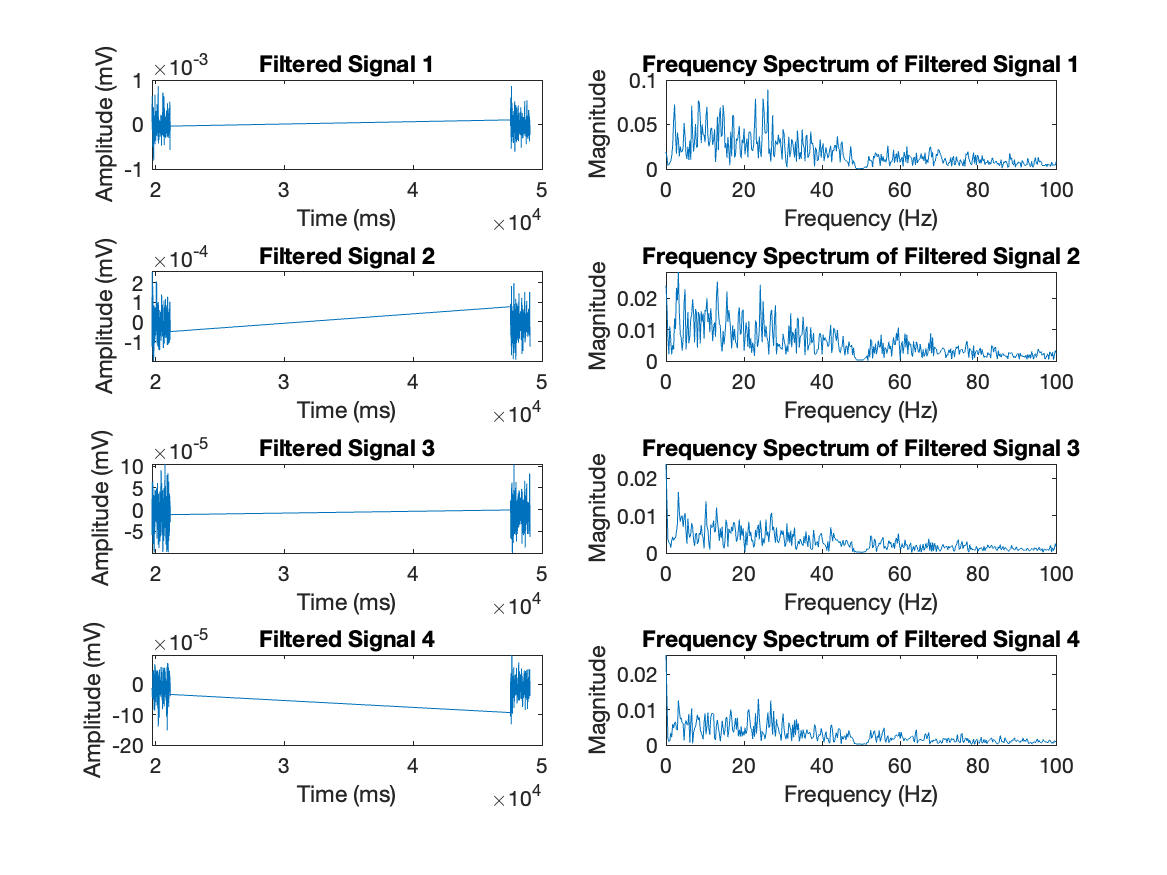 Filtered Signal 1
×10-3
Amplitude (mV)
1
0
-1
2 3 4 5
Time (ms)
×104
Frequency Spectrum of Filtered Signal 1
Magnitude
0.1
0.05
0
0 20 40 60 80 100
Frequency (Hz)
Filtered Signal 2
×10-4
Amplitude (mV)
2
1
0
-1
2 3 4 5
Time (ms)
×104
Frequency Spectrum of Filtered Signal 2
Magnitude
0.02
0.01
0
0 20 40 60 80 100
Frequency (Hz)
Filtered Signal 3
×10-5
Amplitude (mV)
10
5
0
-5
2 3 4 5
Time (ms)
×104
Frequency Spectrum of Filtered Signal 3
Magnitude
0.02
0.01
0
0 20 40 60 80 100
Frequency (Hz)
Filtered Signal 4
×10-5
Amplitude (mV)
0
-10
-20
2 3 4 5
Time (ms)
×104
Frequency Spectrum of Filtered Signal 4
Magnitude
0.02
0.01
0
0 20 40 60 80 100
Frequency (Hz)